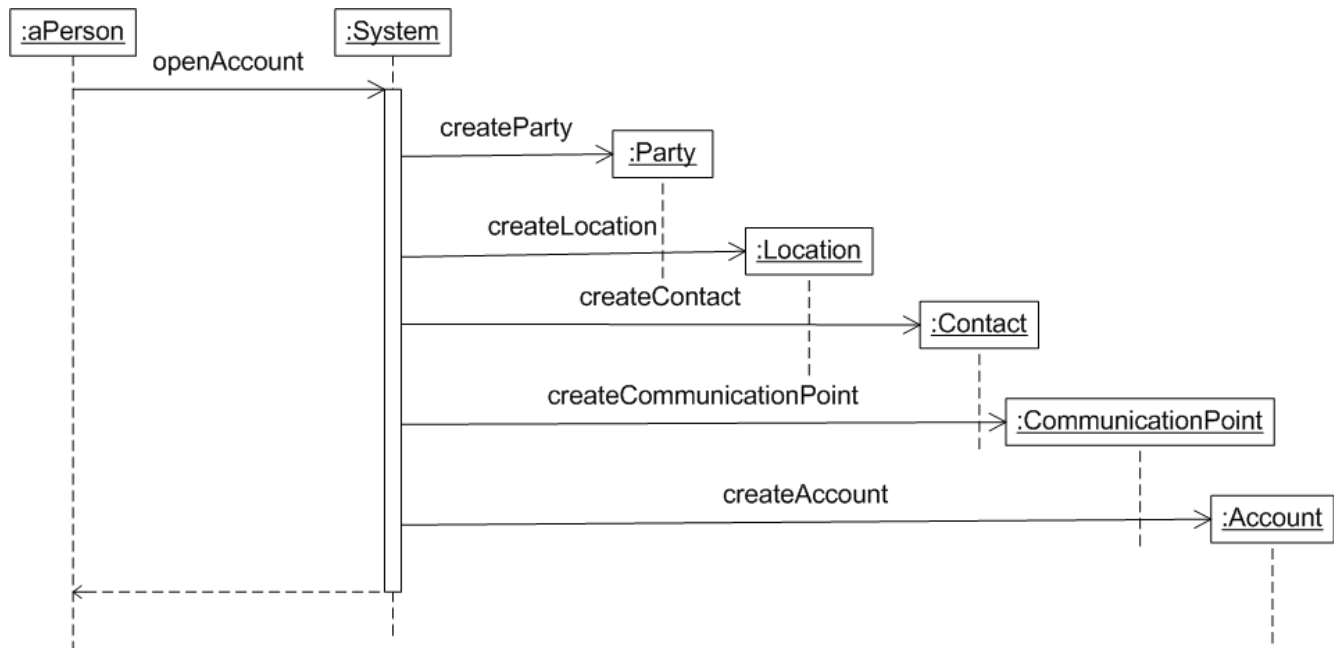 :aPerson
:System
openAccount
createParty
:Party
createLocation
:Location
createContact
:Contact
createCommunicationPoint
:CommunicationPoint
createAccount
:Account